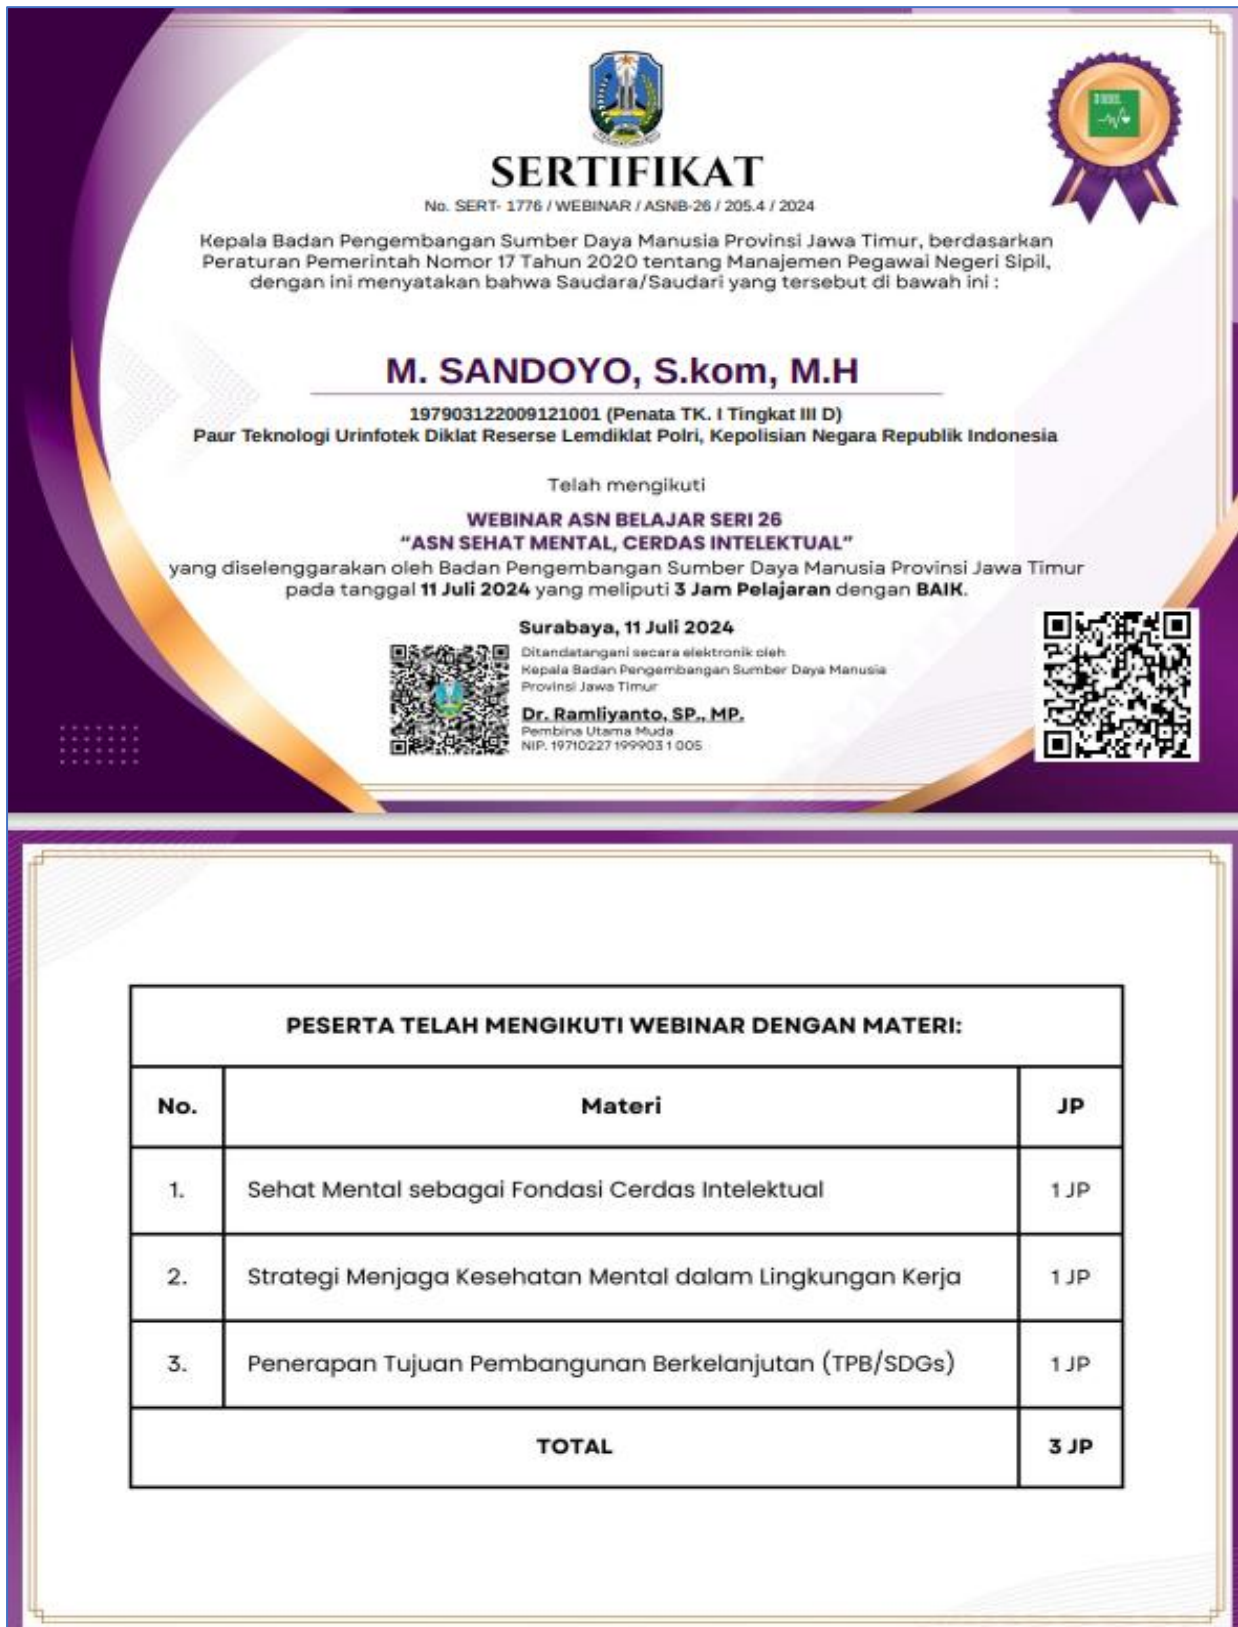 SERTIFIKAT
No. SERT- 1776 / WEBINAR / ASNB-26 / 205.4 / 2024
Kepala Badan Pengembangan Sumber Daya Manusia Provinsi Jawa Timur, berdasarkan
Peraturan Pemerintah Nomor 17 Tahun 2020 tentang Manajemen Pegawai Negeri Sipil,
dengan ini menyatakan bahwa Saudara/Saudari yang tersebut di bawah ini :
M. SANDOYO, S.kom, M.H
197903122009121001 (Penata TK. I Tingkat III D)
Paur Teknologi Urinfotek Diklat Reserse Lemdiklat Polri, Kepolisian Negara Republik Indonesia
Telah mengikuti
WEBINAR ASN BELAJAR SERI 26
“ASN SEHAT MENTAL, CERDAS INTELEKTUAL”
yang diselenggarakan oleh Badan Pengembangan Sumber Daya Manusia Provinsi Jawa Timur
pada tanggal 11 Juli 2024 yang meliputi 3 Jam Pelajaran dengan BAIK.
Surabaya, 11 Juli 2024
Ditandatangani secara elektronik oleh
Kepala Badan Pengembangan Sumber Daya Manusia
Provinsi Jawa Timur
Dr. Ramliyanto, SP., MP.
Pembina Utama Muda
NIP. 19710227 199903 1 005
PESERTA TELAH MENGIKUTI WEBINAR DENGAN MATERI:
No. Materi JP
1. Sehat Mental sebagai Fondasi Cerdas Intelektual 1 JP
2. Strategi Menjaga Kesehatan Mental dalam Lingkungan Kerja 1 JP
3. Penerapan Tujuan Pembangunan Berkelanjutan (TPB/SDGs) 1 JP
TOTAL 3 JP